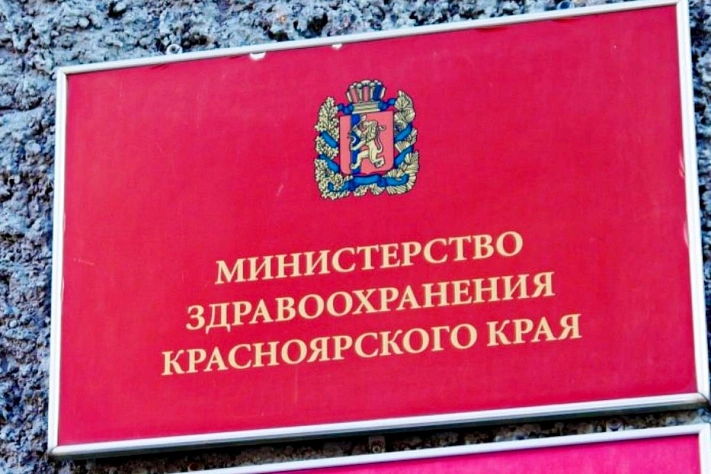 МИНИСТЕРСТВО
ЗДРАВООХРАНЕНИЯ
КРАСНОЯРСКОГО КРАЯ